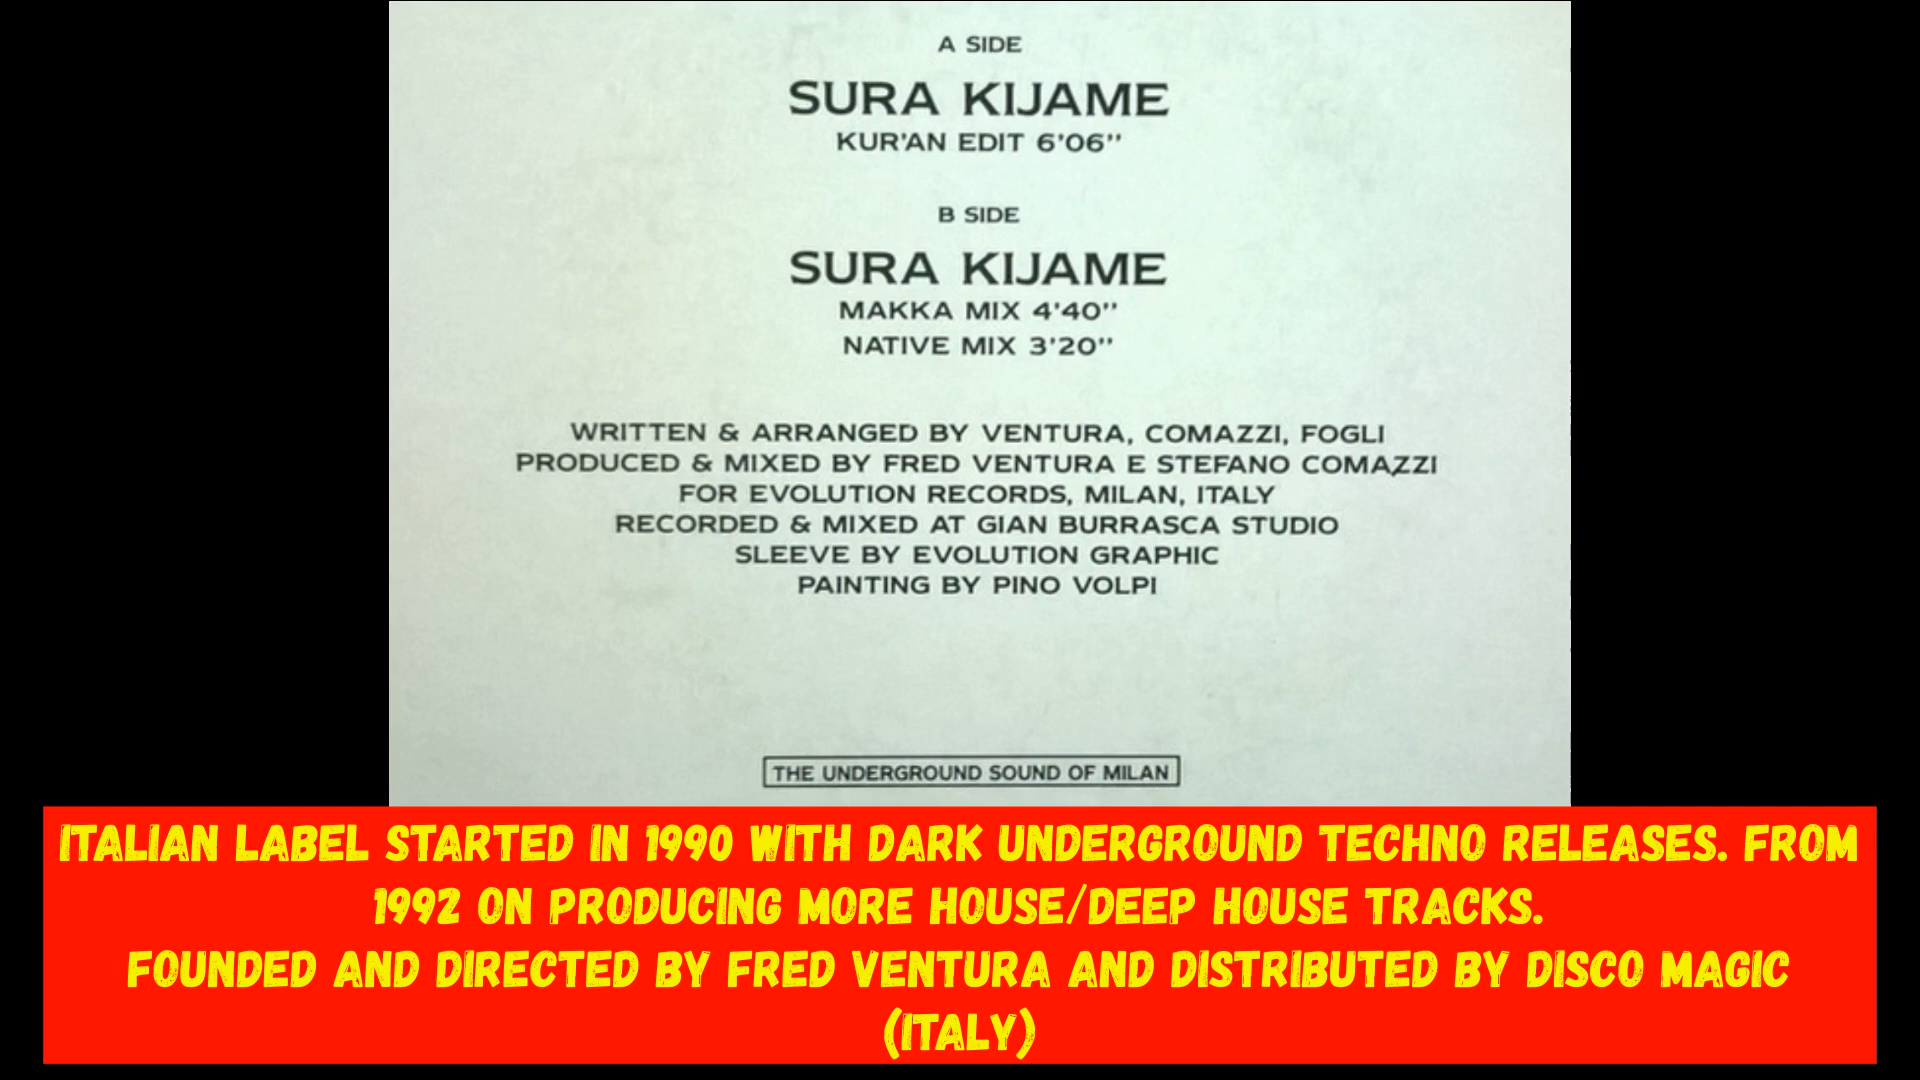 A SIDE
SURA KIJAME
KUR'AN EDIT 6'06''
B SIDE
SURA KIJAME
MAKKA MIX 4'40''
NATIVE MIX 3'20''
WRITTEN & ARRANGED BY VENTURA, COMAZZI, FOGLI
PRODUCED & MIXED BY FRED VENTURA E STEFANO COMAZZI
FOR EVOLUTION RECORDS, MILAN, ITALY
RECORDED & MIXED AT GIAN BURRASCA STUDIO
SLEEVE BY EVOLUTION GRAPHIC
PAINTING BY PINO VOLPI
THE UNDERGROUND SOUND OF MILAN
ITALIAN LABEL STARTED IN 1990 WITH DARK UNDERGROUND TECHNO RELEASES. FROM
1992 ON PRODUCING MORE HOUSE/DEEP HOUSE TRACKS.
FOUNDED AND DIRECTED BY FRED VENTURA AND DISTRIBUTED BY DISCO MAGIC
(ITALY)